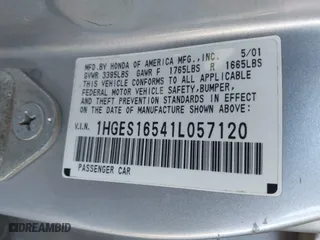 MFD.BY HONDA OF AMERICA MFG.,INC. 5/01
GVWR 3395LBS GAWR F 1765LBS R 1665LBS
THIS VEHICLE CONFORMS TO ALL APPLICABLE
FEDERAL MOTOR VEHICLE SAFETY,BUMPER,
AND THEFT PREVENTION STANDARDS IN EFFECT
ON THE DATE OF MANUFACTURE SHOWN ABOVE.
V.I.N. 1HGES16541L057120
PASSENGER CAR
DREAMBID